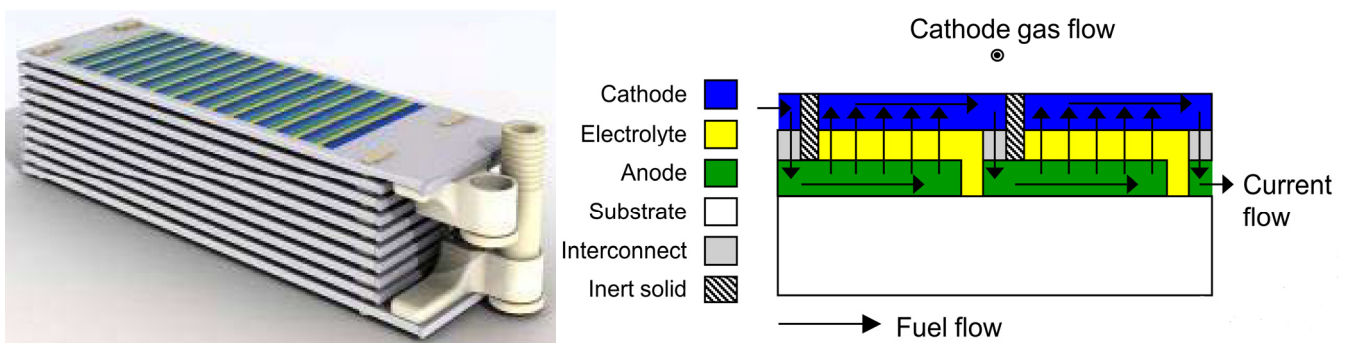 Cathode gas flow
Cathode
Electrolyte
Anode
Substrate
Interconnect
Inert solid
Current
flow
Fuel flow